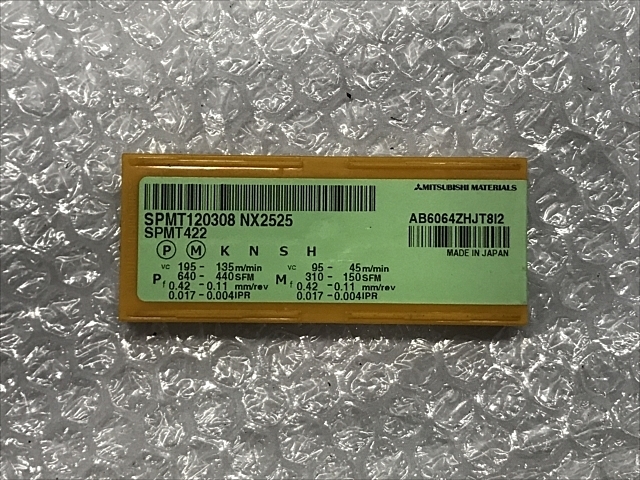 MITSUBISHI MATERIALS
SPMT120308 NX2525
SPMT422
AB6064ZHJT8I2
MADE IN JAPAN
P M K N S H
P vc 195 - 135m/min
640 - 440SFM
f 0.42 - 0.11 mm/rev
0.017 - 0.004IPR
M vc 95 - 45m/min
310 - 150SFM
f 0.42 - 0.11 mm/rev
0.017 - 0.004IPR